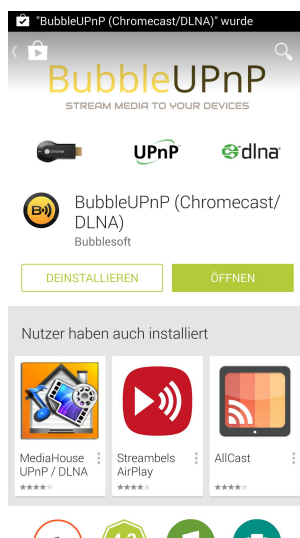 "BubbleUPnP (Chromecast/DLNA)" wurde
BubbleUPnP
STREAM MEDIA TO YOUR DEVICES
chrome
UPnP
dlna
BubbleUPnP (Chromecast/
DLNA)
Bubblesoft
DEINSTALLIEREN
ÖFFNEN
Nutzer haben auch installiert
MediaHouse
UPnP / DLNA
Streambels
AirPlay
AllCast